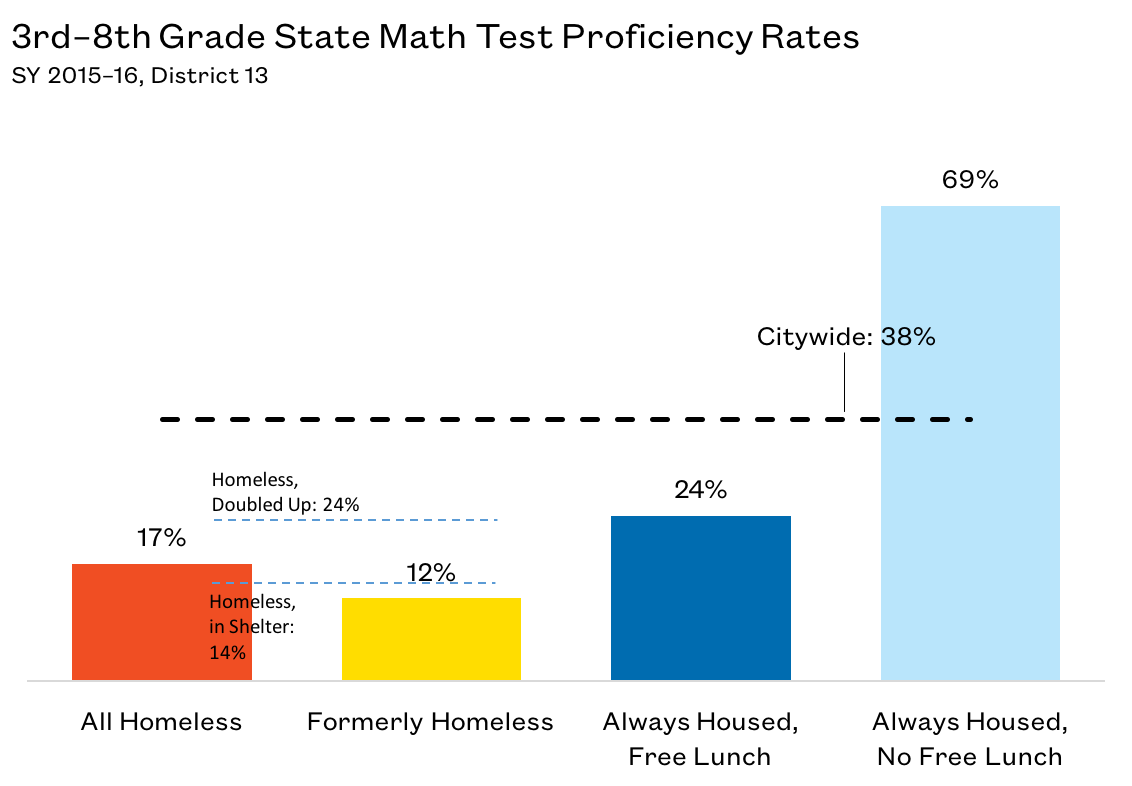 3rd–8th Grade State Math Test Proficiency Rates
SY 2015–16, District 13
69%
Citywide: 38%
Homeless,
Doubled Up: 24%
24%
17%
12%
Homeless,
in Shelter:
14%
All Homeless
Formerly Homeless
Always Housed,
Free Lunch
Always Housed,
No Free Lunch